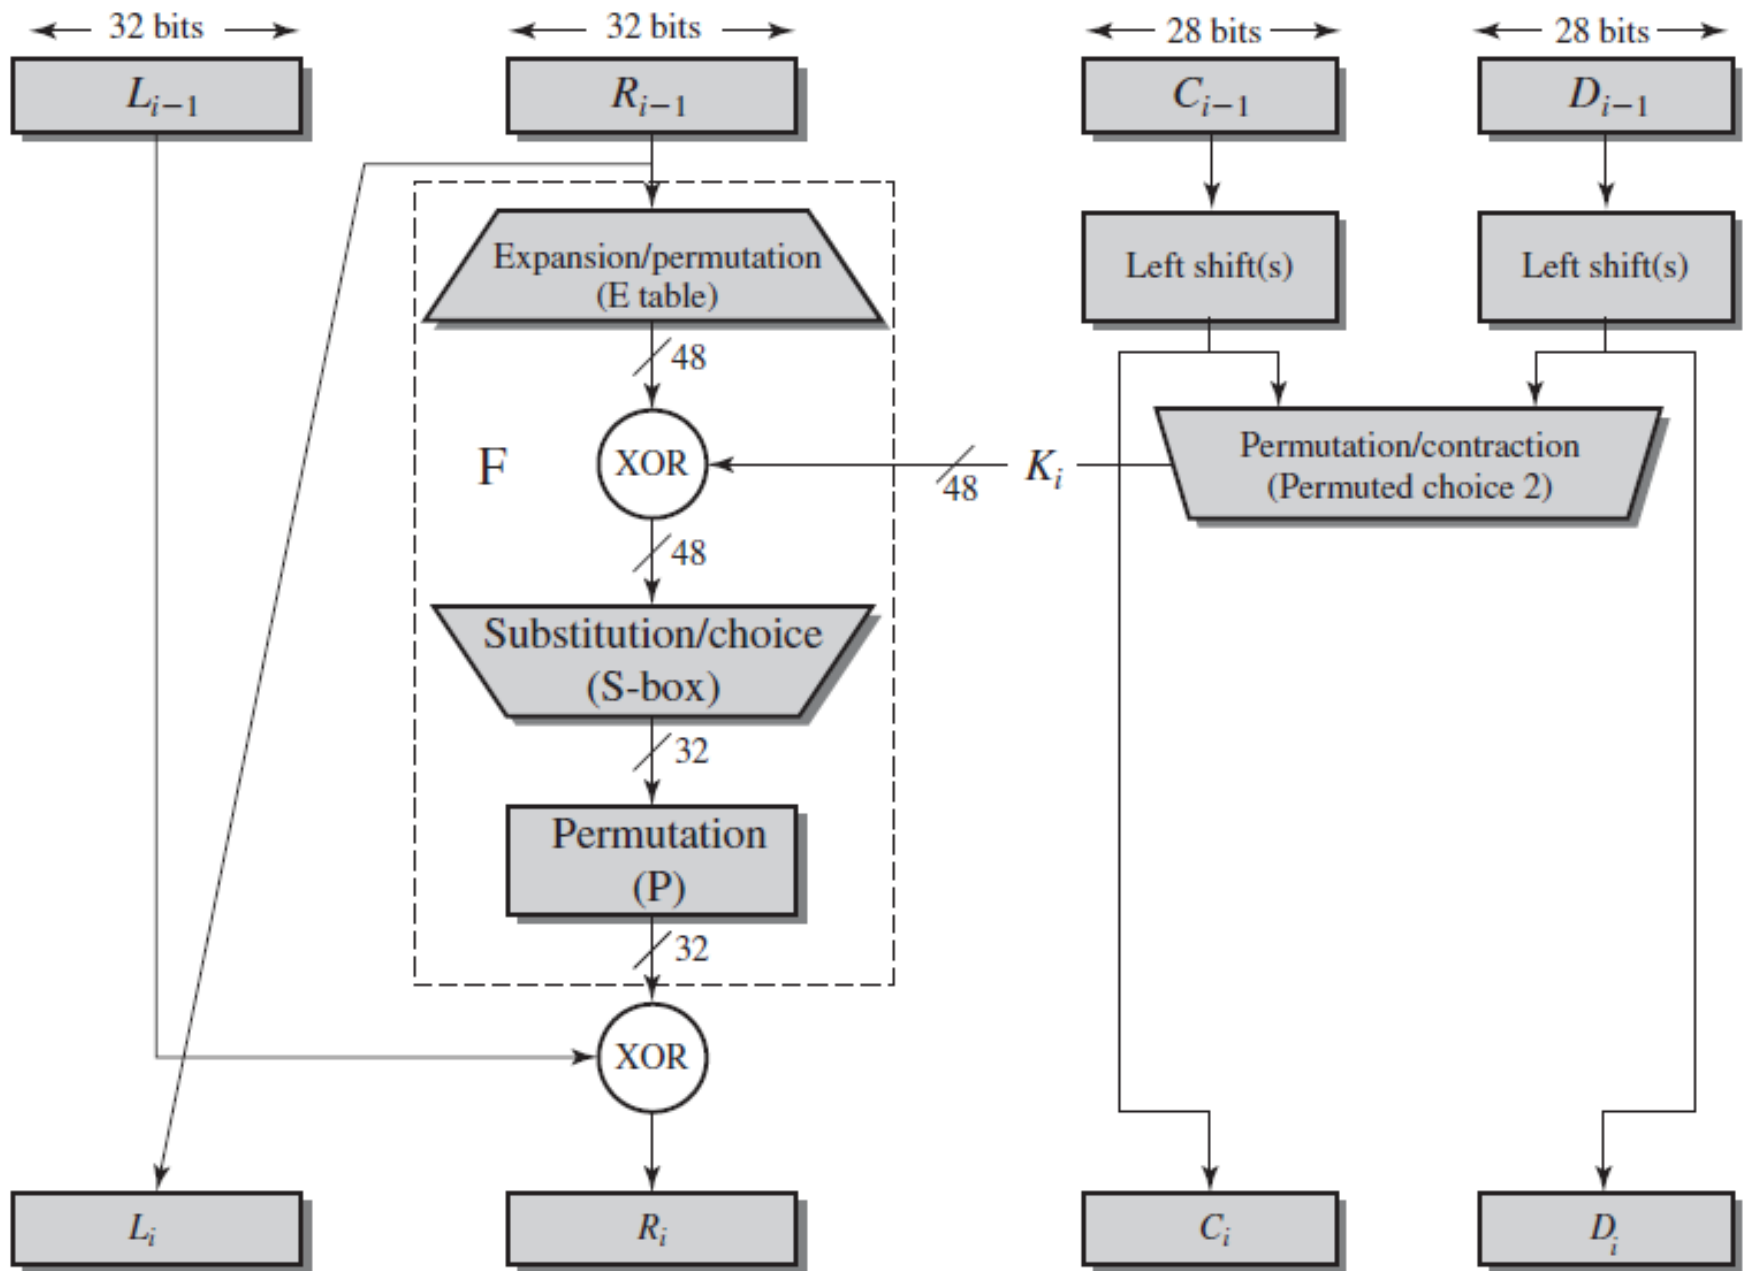 32 bits
32 bits
28 bits
28 bits
L_{i−1}
R_{i−1}
C_{i−1}
D_{i−1}
Expansion/permutation
(E table)
Left shift(s)
Left shift(s)
48
F
XOR
48
K_i
Permutation/contraction
(Permuted choice 2)
48
Substitution/choice
(S-box)
32
Permutation
(P)
32
XOR
L_i
R_i
C_i
D_i